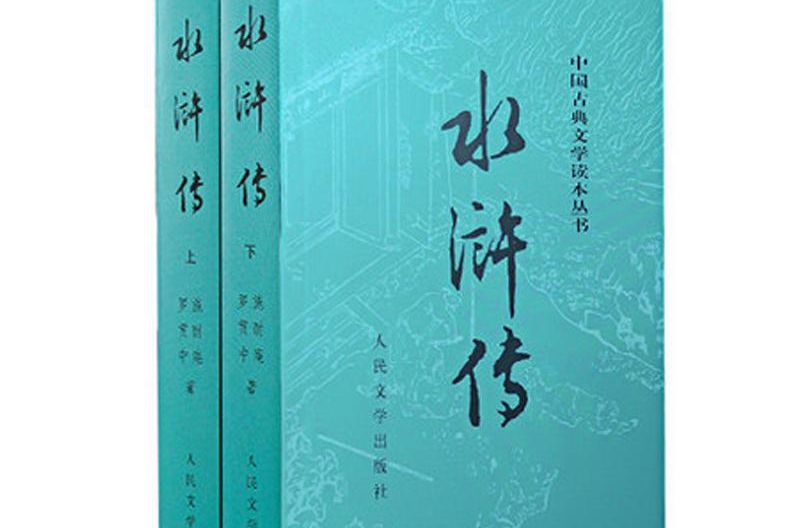 中国古典文学读本丛书
水浒传
人民文学出版社
水浒传
下
施耐庵
罗贯中
著
人民文学
水浒传
上
施耐庵
罗贯中
著
人民文学